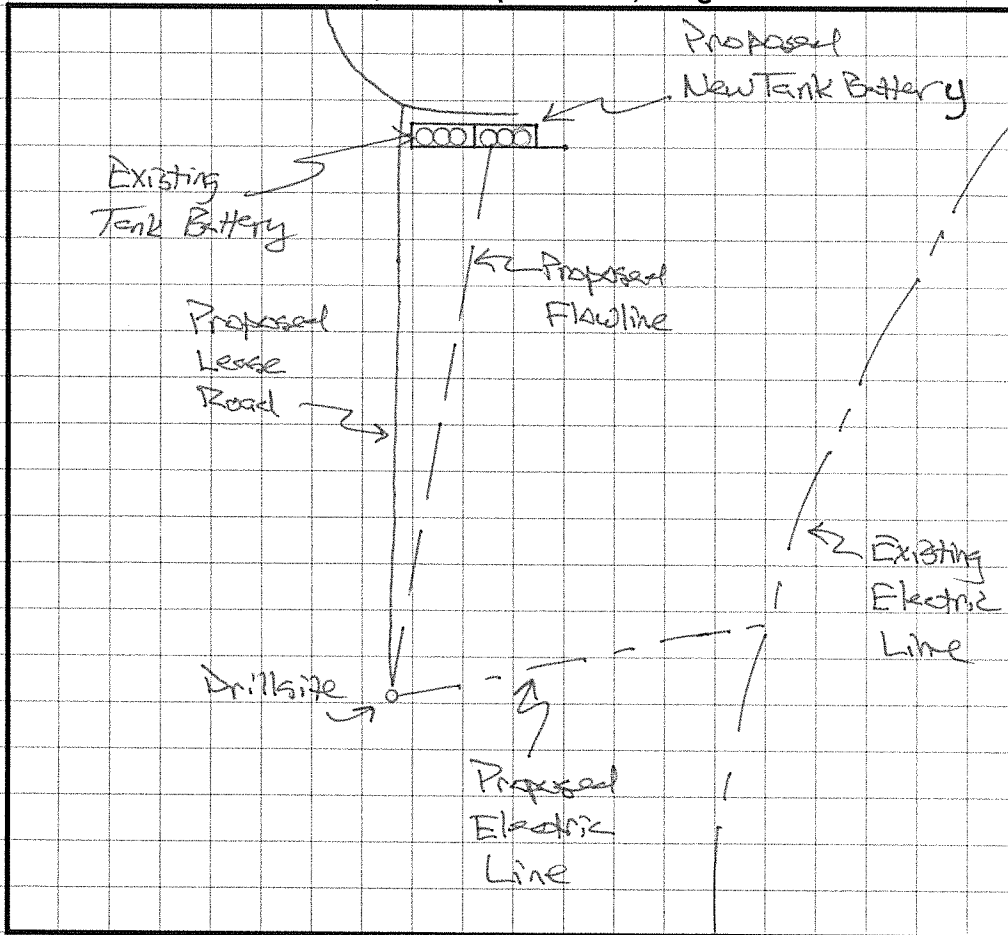 Proposed
New Tank Battery
Existing
Tank Battery
Proposed
Flowline
Proposed
Lease
Road
Existing
Electric
Line
Drillsite
Proposed
Electric
Line